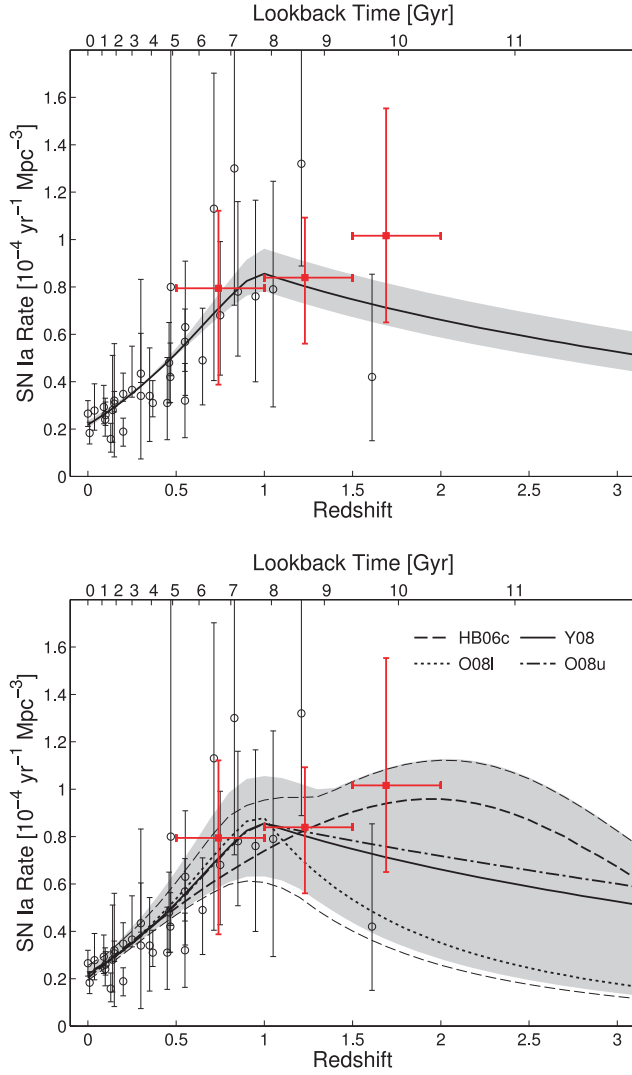 Lookback Time [Gyr]
0 1 2 3 4 5 6 7 8 9 10 11
SN Ia Rate [10⁻⁴ yr⁻¹ Mpc⁻³]
1.6
1.4
1.2
1
0.8
0.6
0.4
0.2
0
0 0.5 1 1.5 2 2.5 3
Redshift
Lookback Time [Gyr]
0 1 2 3 4 5 6 7 8 9 10 11
SN Ia Rate [10⁻⁴ yr⁻¹ Mpc⁻³]
1.6
1.4
1.2
1
0.8
0.6
0.4
0.2
0
HB06c Y08
O08l O08u
0 0.5 1 1.5 2 2.5 3
Redshift